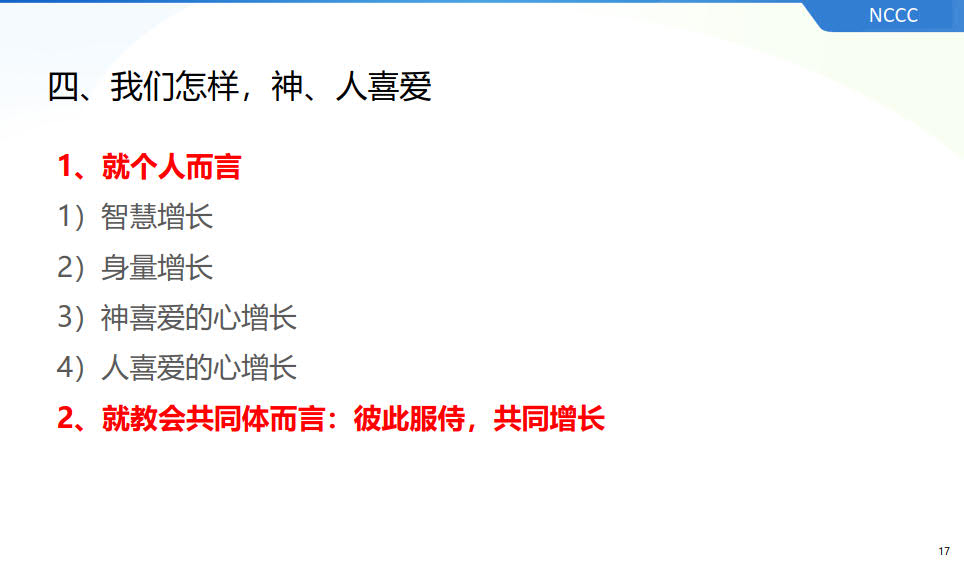 NCCC
四、我们怎样，神、人喜爱
1、就个人而言
1）智慧增长
2）身量增长
3）神喜爱的心增长
4）人喜爱的心增长
2、就教会共同体而言：彼此服侍，共同增长
17